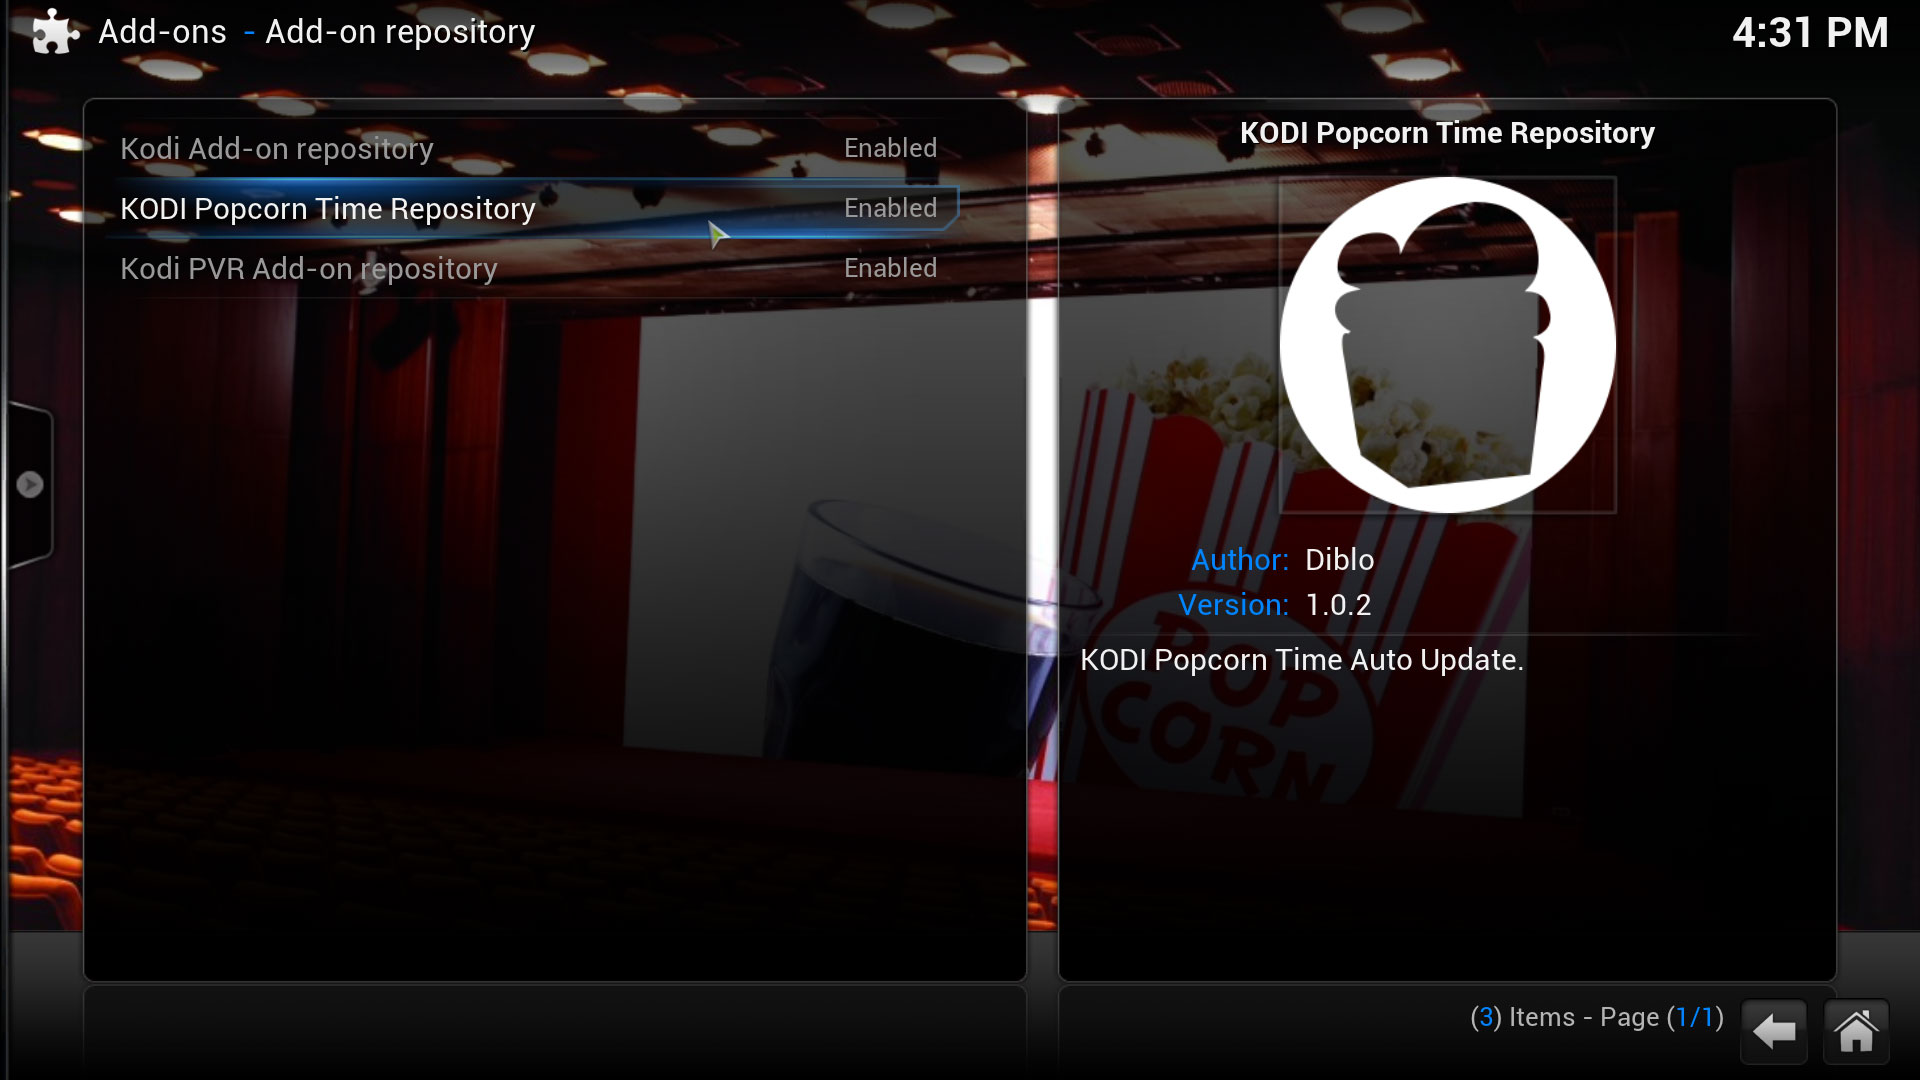 Add-ons - Add-on repository
4:31 PM
Kodi Add-on repository Enabled
KODI Popcorn Time Repository Enabled
Kodi PVR Add-on repository Enabled
KODI Popcorn Time Repository
Author: Diblo
Version: 1.0.2
KODI Popcorn Time Auto Update.
POP
CORN
(3) Items - Page (1/1)